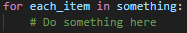 for each_item in something:
    # Do something here